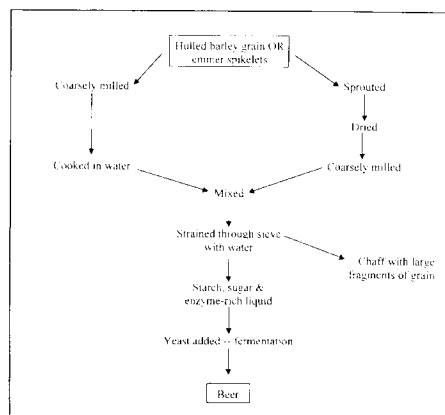 Hulled barley grain OR
emmer spikelets
Coarsely milled
Sprouted
Dried
Cooked in water
Coarsely milled
Mixed
Strained through sieve
with water
Chaff with large
fragments of grain
Starch, sugar &
enzyme-rich liquid
Yeast added -- fermentation
Beer